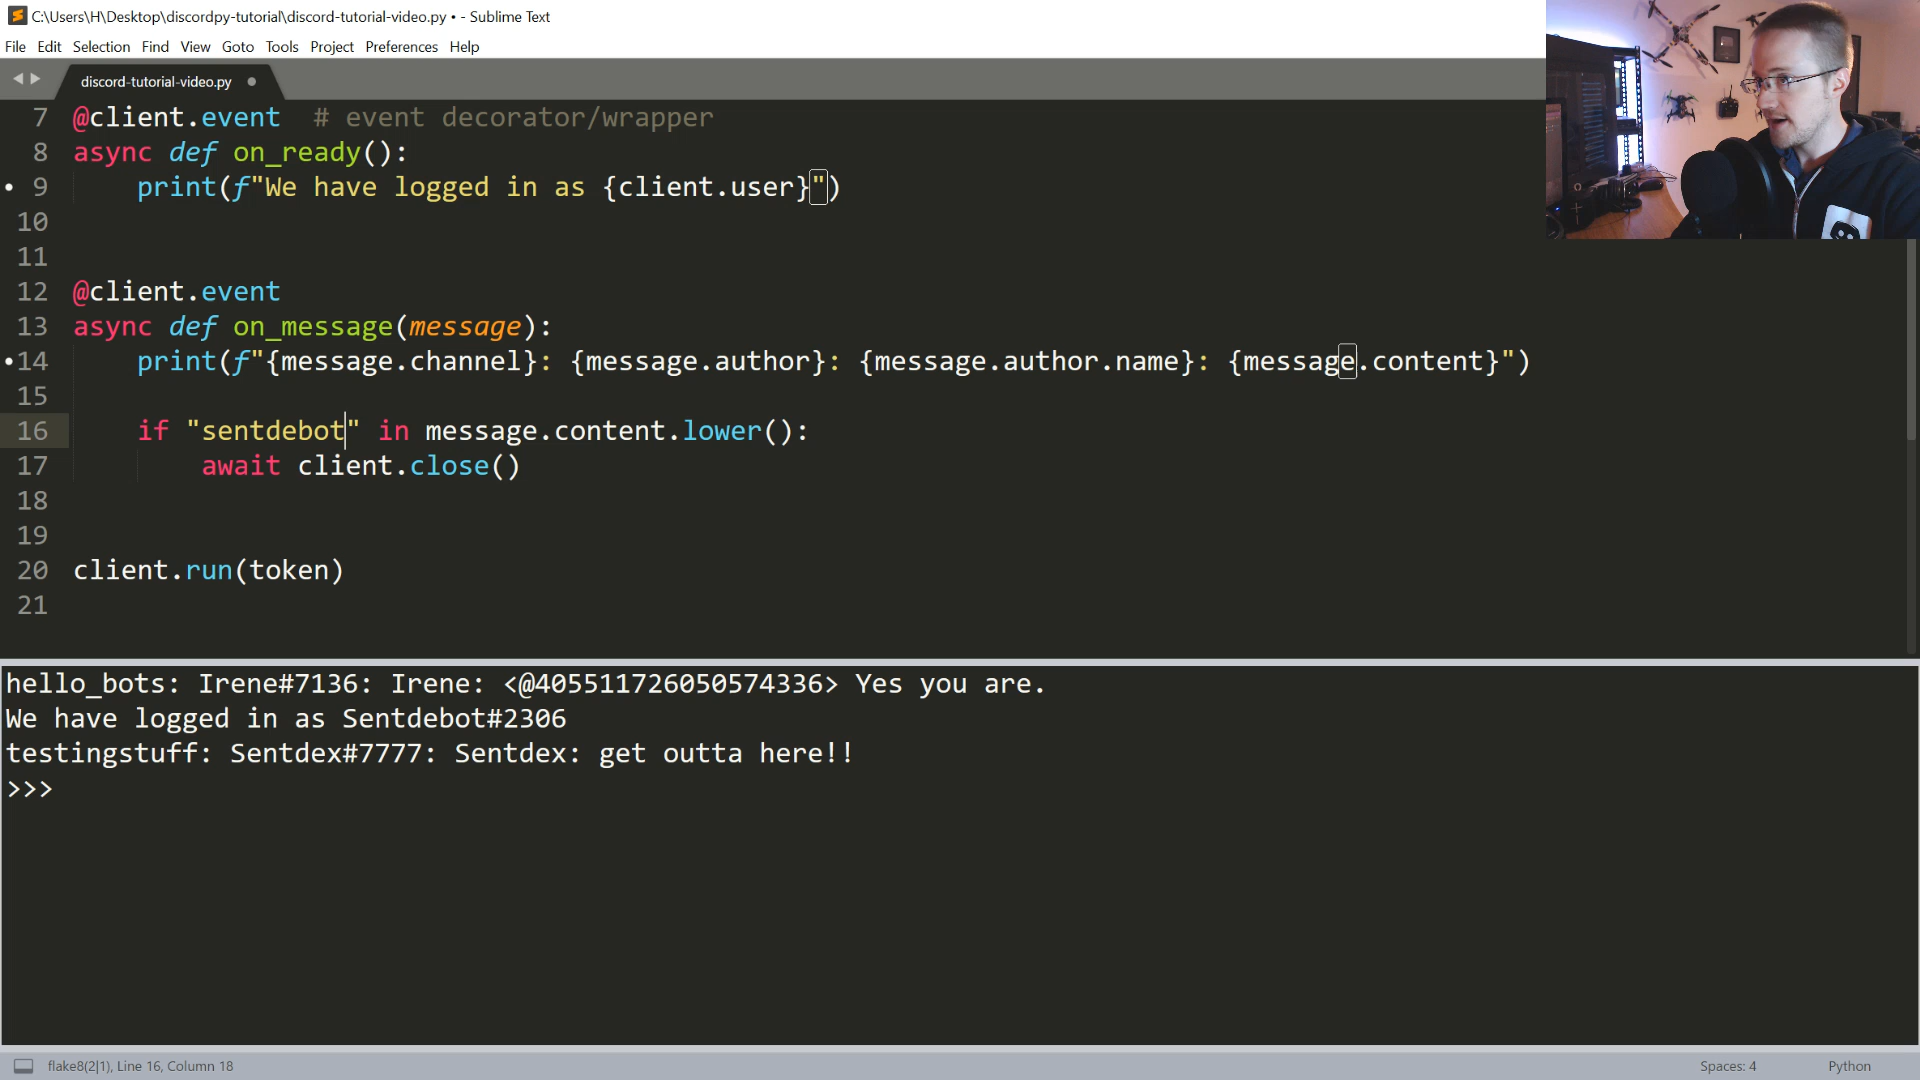 C:\Users\H\Desktop\discordpy-tutorial\discord-tutorial-video.py • - Sublime Text
File Edit Selection Find View Goto Tools Project Preferences Help
discord-tutorial-video.py
7 @client.event  # event decorator/wrapper
8 async def on_ready():
9     print(f"We have logged in as {client.user}")
10
11
12 @client.event
13 async def on_message(message):
14     print(f"{message.channel}: {message.author}: {message.author.name}: {message.content}")
15
16     if "sentdebot" in message.content.lower():
17         await client.close()
18
19
20 client.run(token)
21
hello_bots: Irene#7136: Irene: <@405511726050574336> Yes you are.
We have logged in as Sentdebot#2306
testingstuff: Sentdex#7777: Sentdex: get outta here!!
>>>
flake8(2|1), Line 16, Column 18 Spaces: 4 Python